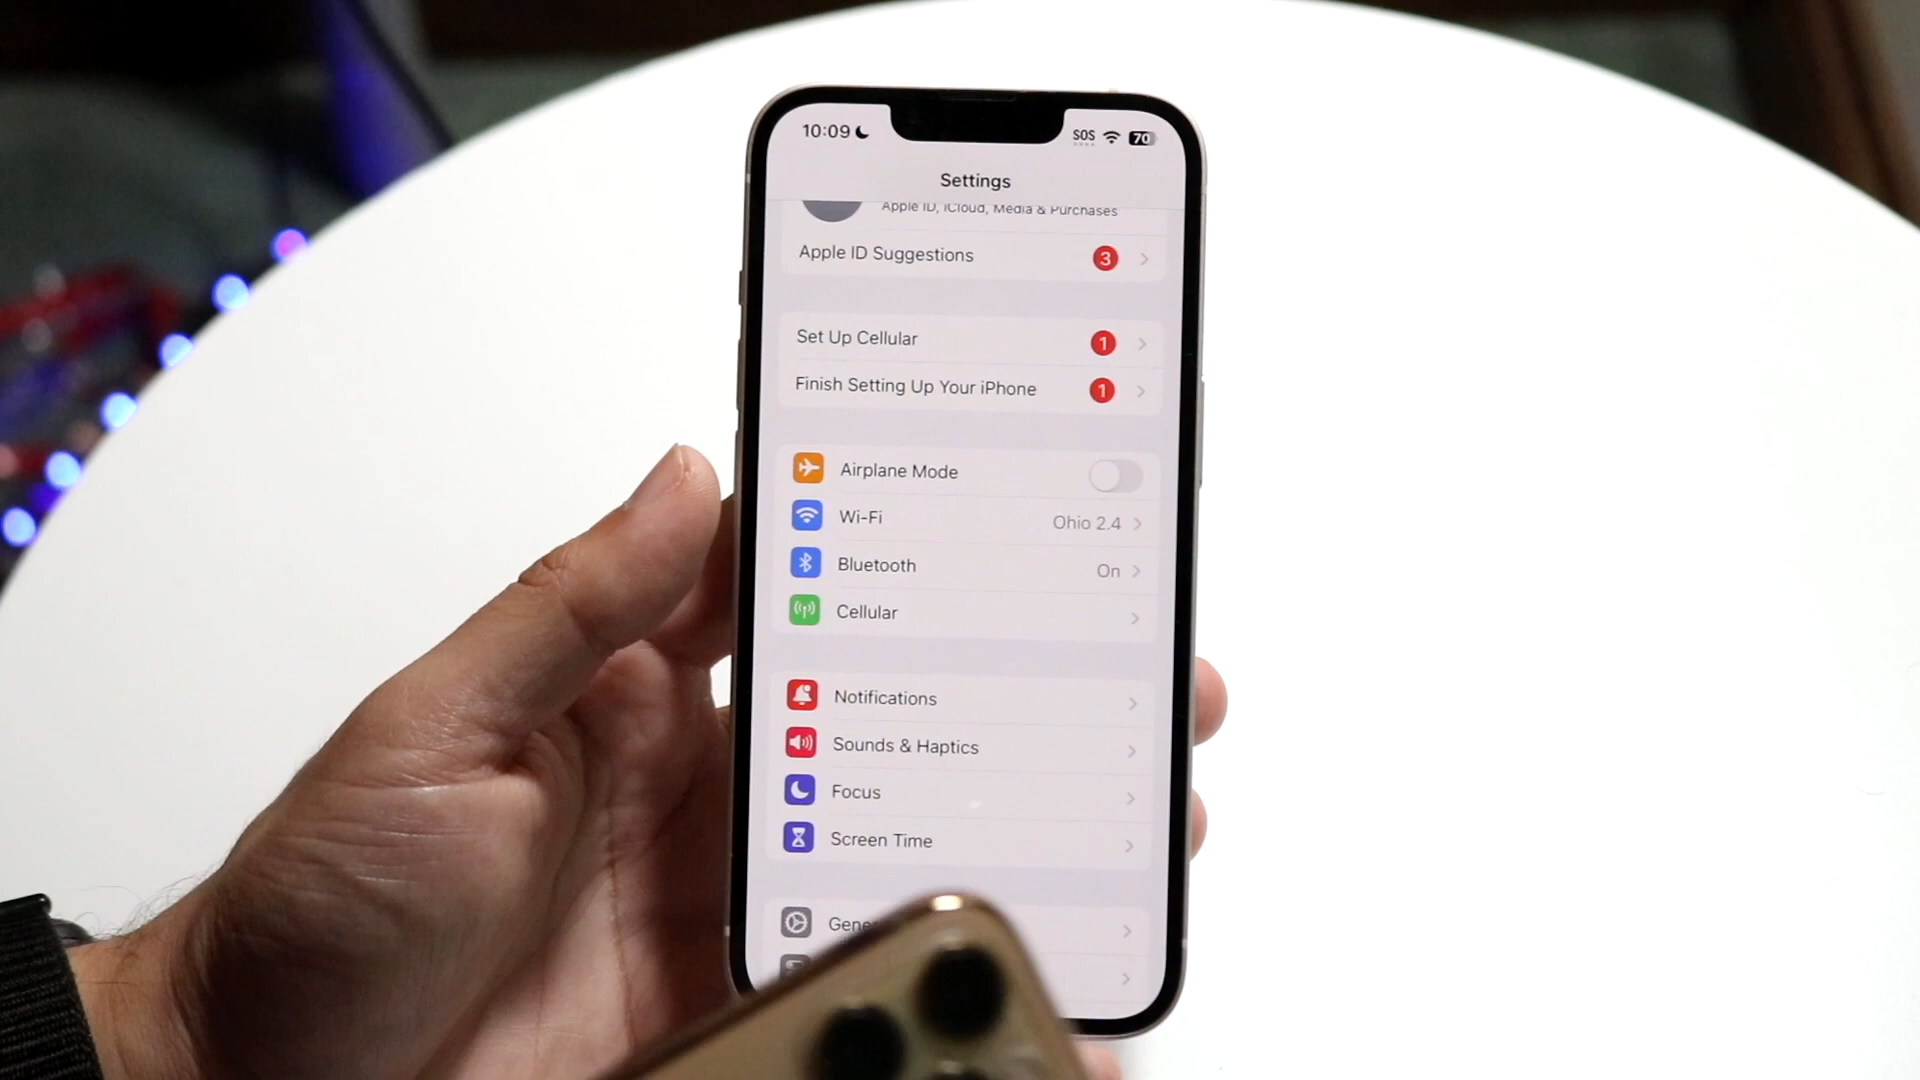 10:09 SOS 70
Settings
Apple ID, iCloud, Media & Purchases
Apple ID Suggestions 3
Set Up Cellular 1
Finish Setting Up Your iPhone 1
Airplane Mode
Wi-Fi Ohio 2.4
Bluetooth On
Cellular
Notifications
Sounds & Haptics
Focus
Screen Time
Gene